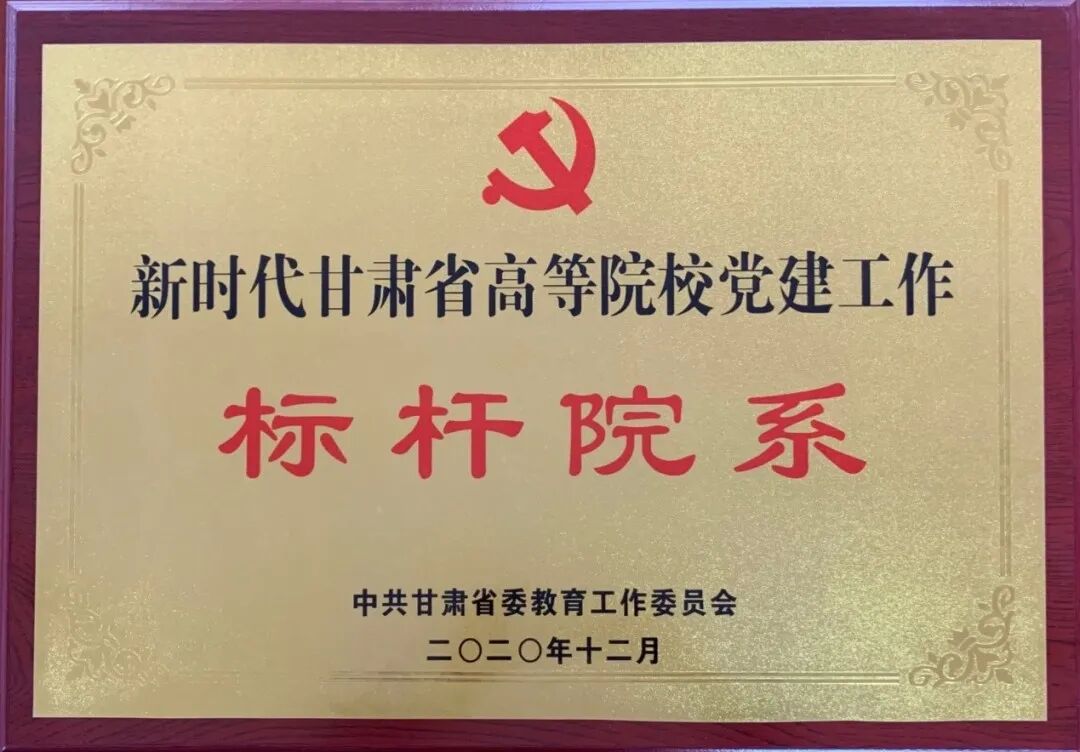 新时代甘肃省高等院校党建工作
标杆院系
中共甘肃省委教育工作委员会
二〇二〇年十二月